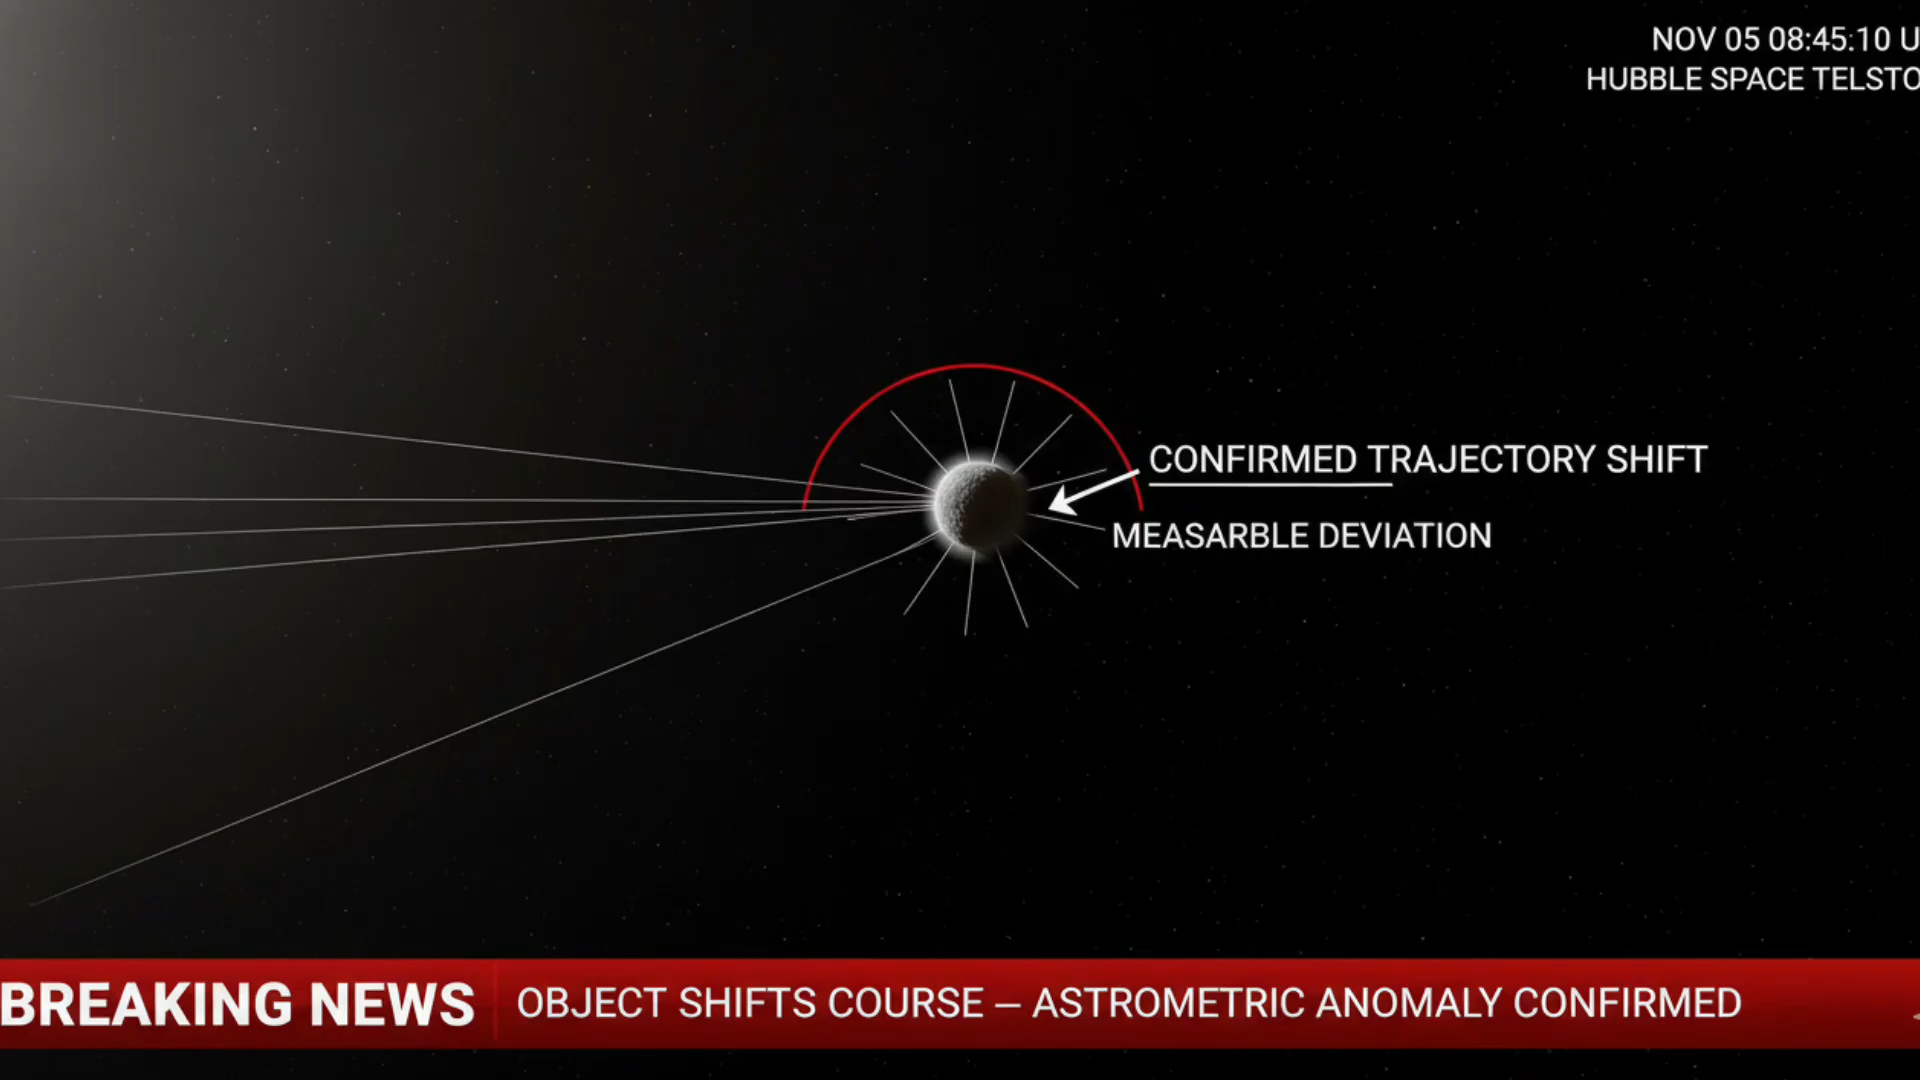 NOV 05 08:45:10 U
HUBBLE SPACE TELSTO
CONFIRMED TRAJECTORY SHIFT
MEASARBLE DEVIATION
BREAKING NEWS
OBJECT SHIFTS COURSE – ASTROMETRIC ANOMALY CONFIRMED